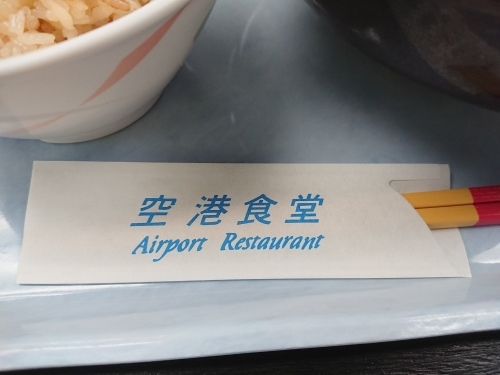 空港食堂
Airport Restaurant